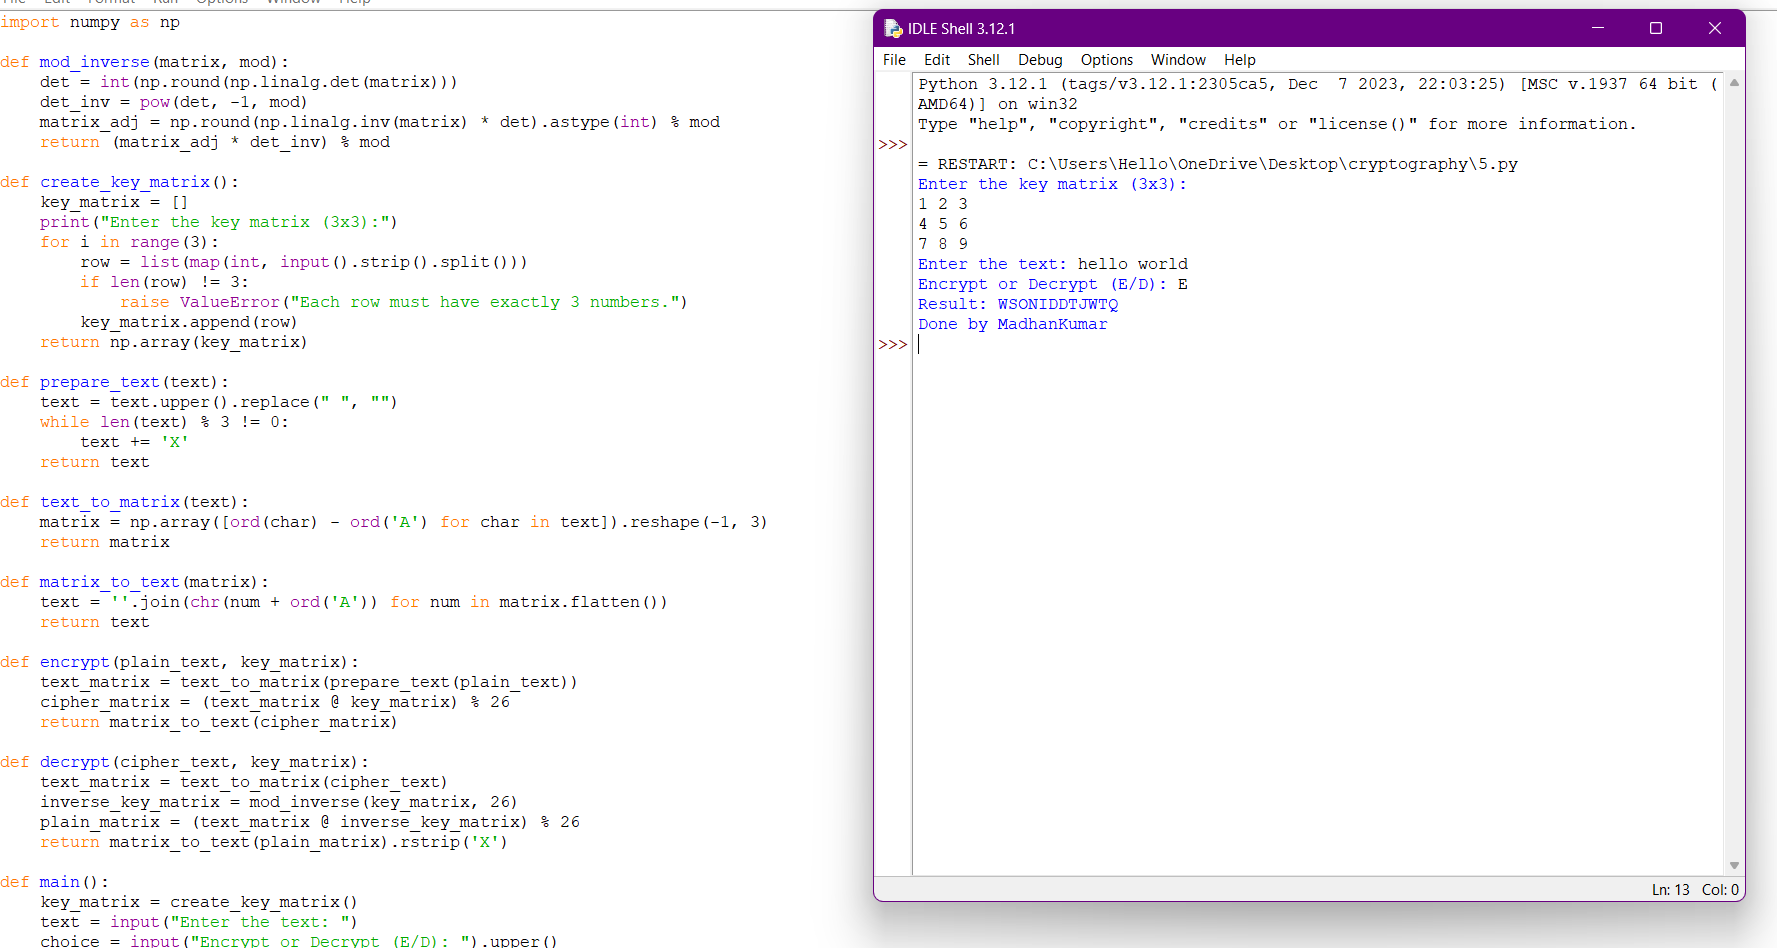 File Edit Format Run Options Window Help
import numpy as np
def mod_inverse(matrix, mod):
    det = int(np.round(np.linalg.det(matrix)))
    det_inv = pow(det, -1, mod)
    matrix_adj = np.round(np.linalg.inv(matrix) * det).astype(int) % mod
    return (matrix_adj * det_inv) % mod
def create_key_matrix():
    key_matrix = []
    print("Enter the key matrix (3x3):")
    for i in range(3):
        row = list(map(int, input().strip().split()))
        if len(row) != 3:
            raise ValueError("Each row must have exactly 3 numbers.")
        key_matrix.append(row)
    return np.array(key_matrix)
def prepare_text(text):
    text = text.upper().replace(" ", "")
    while len(text) % 3 != 0:
        text += 'X'
    return text
def text_to_matrix(text):
    matrix = np.array([ord(char) - ord('A') for char in text]).reshape(-1, 3)
    return matrix
def matrix_to_text(matrix):
    text = ''.join(chr(num + ord('A')) for num in matrix.flatten())
    return text
def encrypt(plain_text, key_matrix):
    text_matrix = text_to_matrix(prepare_text(plain_text))
    cipher_matrix = (text_matrix @ key_matrix) % 26
    return matrix_to_text(cipher_matrix)
def decrypt(cipher_text, key_matrix):
    text_matrix = text_to_matrix(cipher_text)
    inverse_key_matrix = mod_inverse(key_matrix, 26)
    plain_matrix = (text_matrix @ inverse_key_matrix) % 26
    return matrix_to_text(plain_matrix).rstrip('X')
def main():
    key_matrix = create_key_matrix()
    text = input("Enter the text: ")
    choice = input("Encrypt or Decrypt (E/D): ").upper()
IDLE Shell 3.12.1
File Edit Shell Debug Options Window Help
Python 3.12.1 (tags/v3.12.1:2305ca5, Dec  7 2023, 22:03:25) [MSC v.1937 64 bit (
AMD64)] on win32
Type "help", "copyright", "credits" or "license()" for more information.
>>>
= RESTART: C:\Users\Hello\OneDrive\Desktop\cryptography\5.py
Enter the key matrix (3x3):
1 2 3
4 5 6
7 8 9
Enter the text: hello world
Encrypt or Decrypt (E/D): E
Result: WSONIDDTJWTQ
Done by MadhanKumar
>>>
Ln: 13 Col: 0